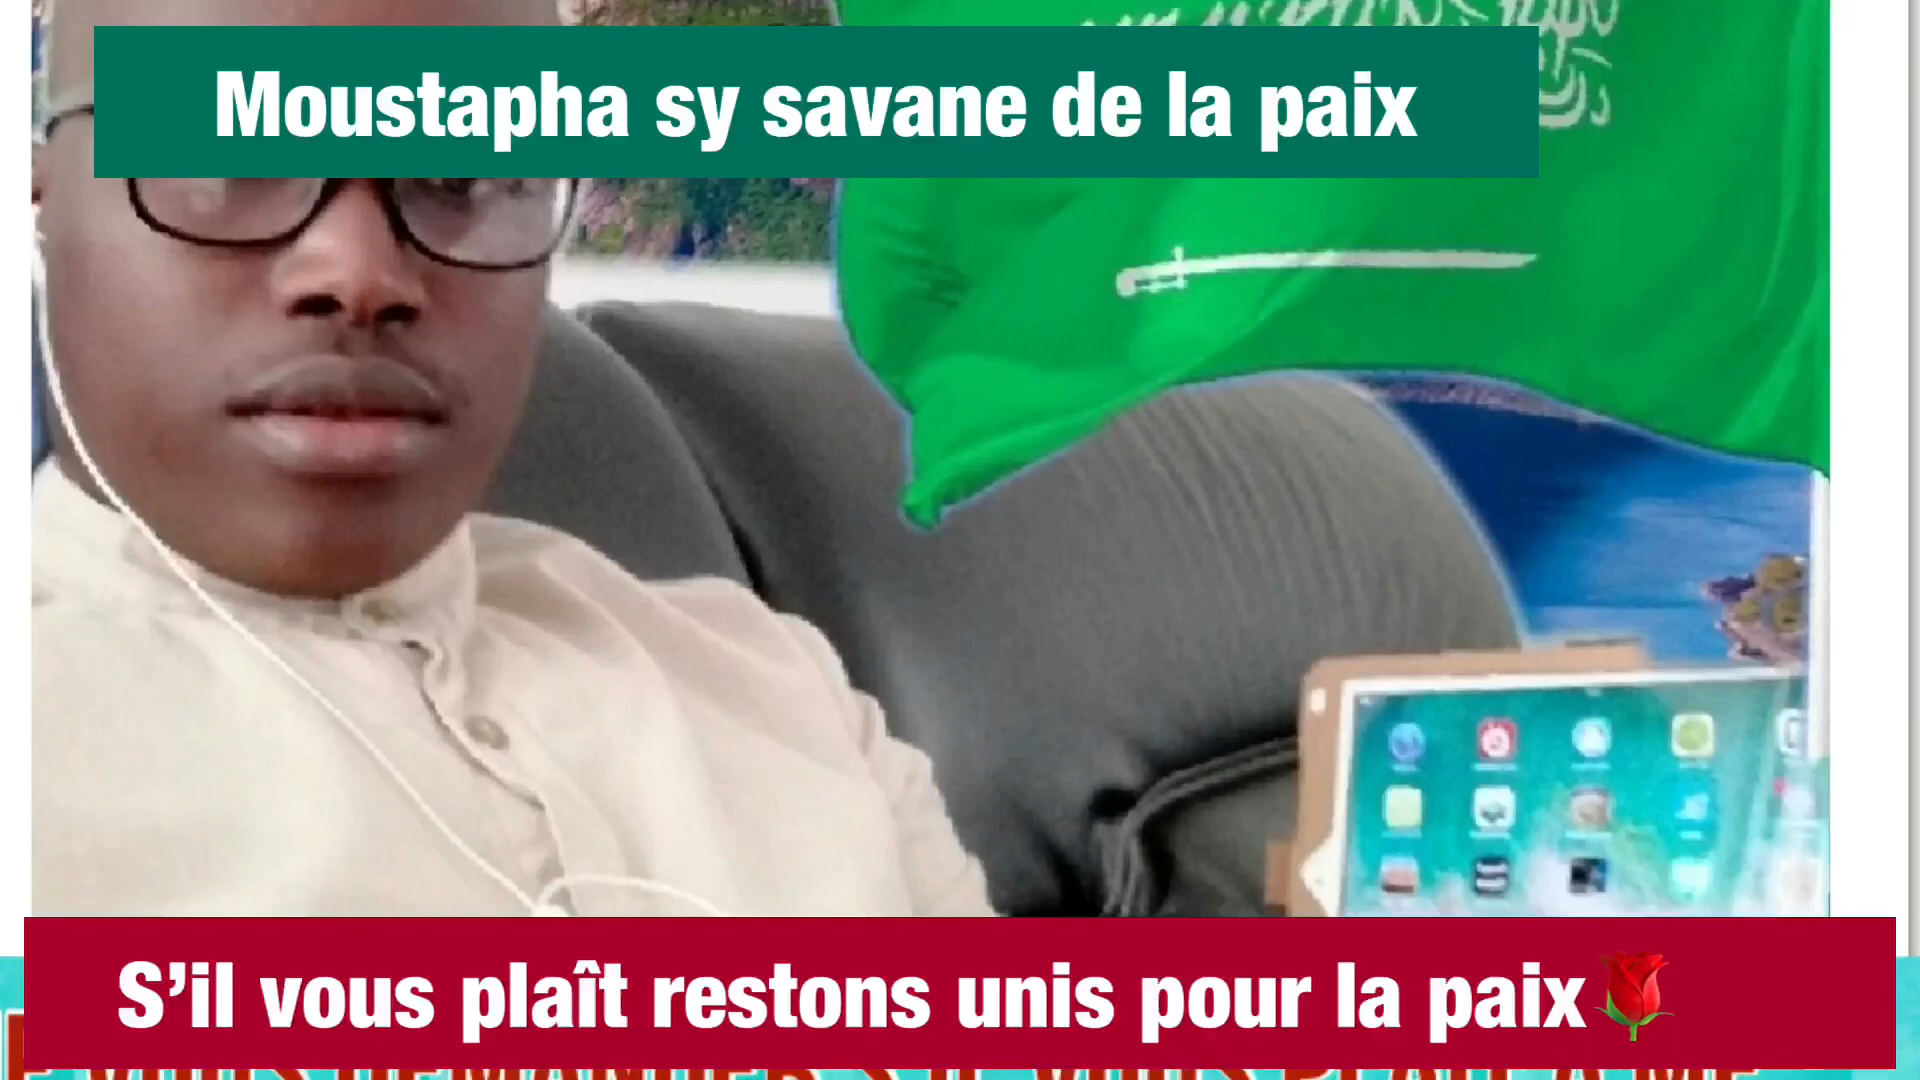 Moustapha sy savane de la paix
S’il vous plaît restons unis pour la paix🌹